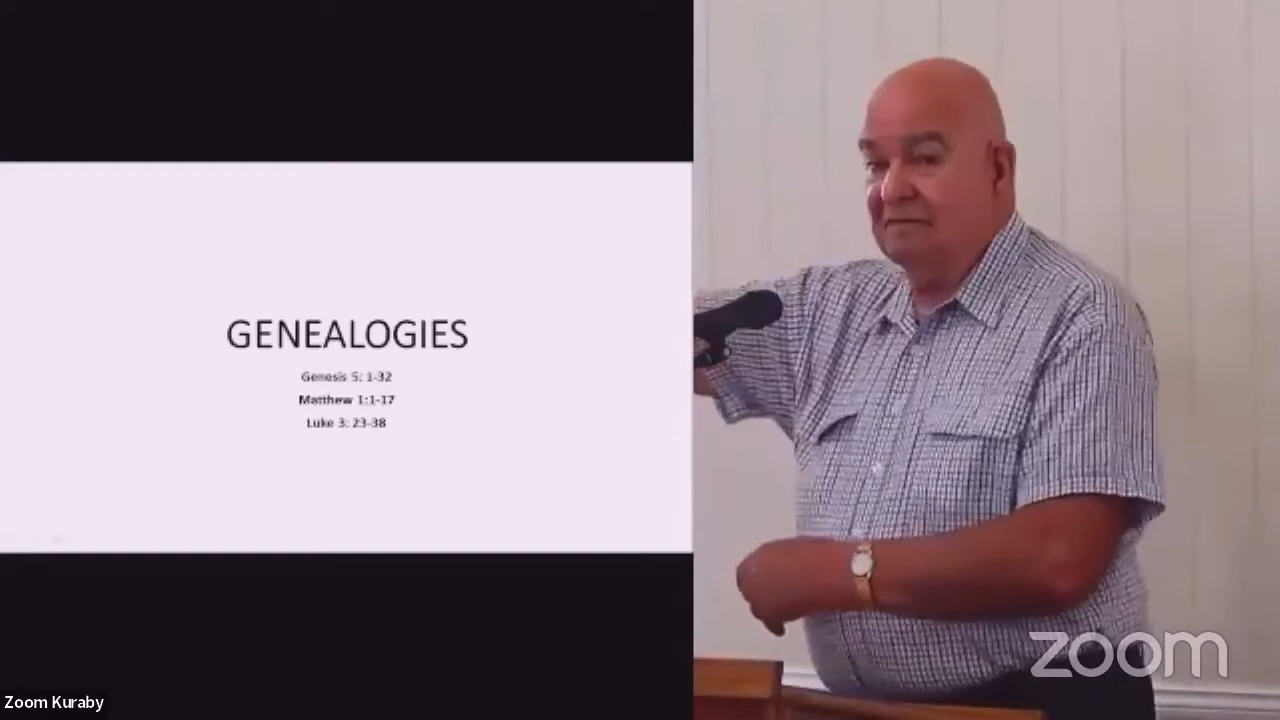 GENEALOGIES
Genesis 5: 1-32
Matthew 1:1-17
Luke 3: 23-38
zoom
Zoom Kuraby